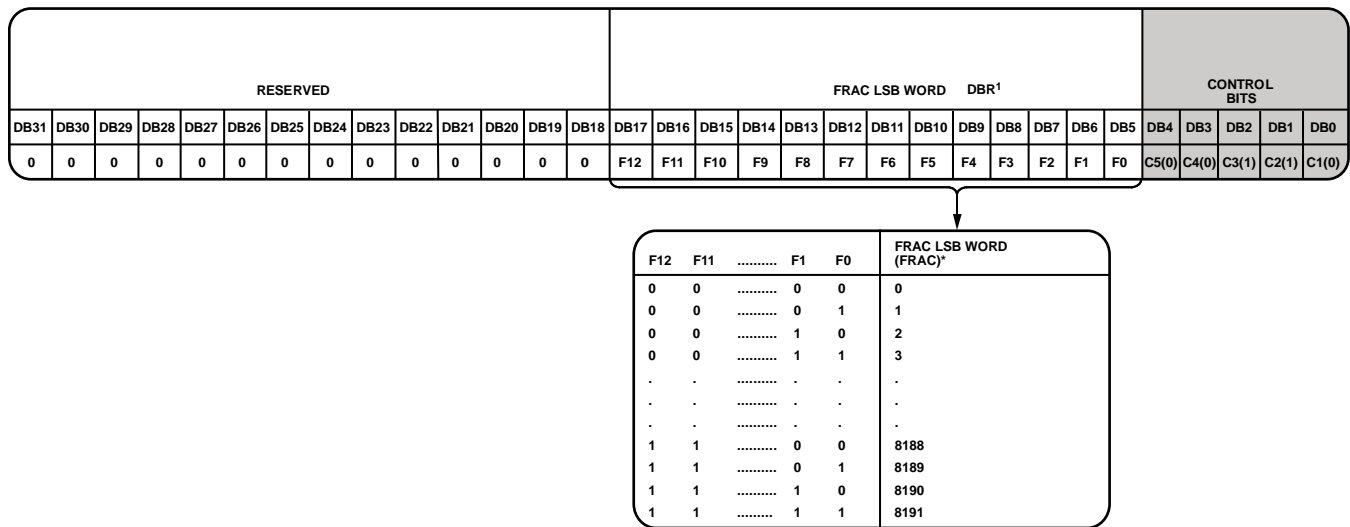 RESERVED FRAC LSB WORD DBR1 CONTROL
BITS
DB31 DB30 DB29 DB28 DB27 DB26 DB25 DB24 DB23 DB22 DB21 DB20 DB19 DB18 DB17 DB16 DB15 DB14 DB13 DB12 DB11 DB10 DB9 DB8 DB7 DB6 DB5 DB4 DB3 DB2 DB1 DB0
0 0 0 0 0 0 0 0 0 0 0 0 0 0 F12 F11 F10 F9 F8 F7 F6 F5 F4 F3 F2 F1 F0 C5(0) C4(0) C3(1) C2(1) C1(0)
FRAC LSB WORD
F12 F11 .......... F1 F0 (FRAC)*
0 0 .......... 0 0 0
0 0 .......... 0 1 1
0 0 .......... 1 0 2
0 0 .......... 1 1 3
. . .......... . . .
. . .......... . . .
. . .......... . . .
1 1 .......... 0 0 8188
1 1 .......... 0 1 8189
1 1 .......... 1 0 8190
1 1 ......... 1 1 8191